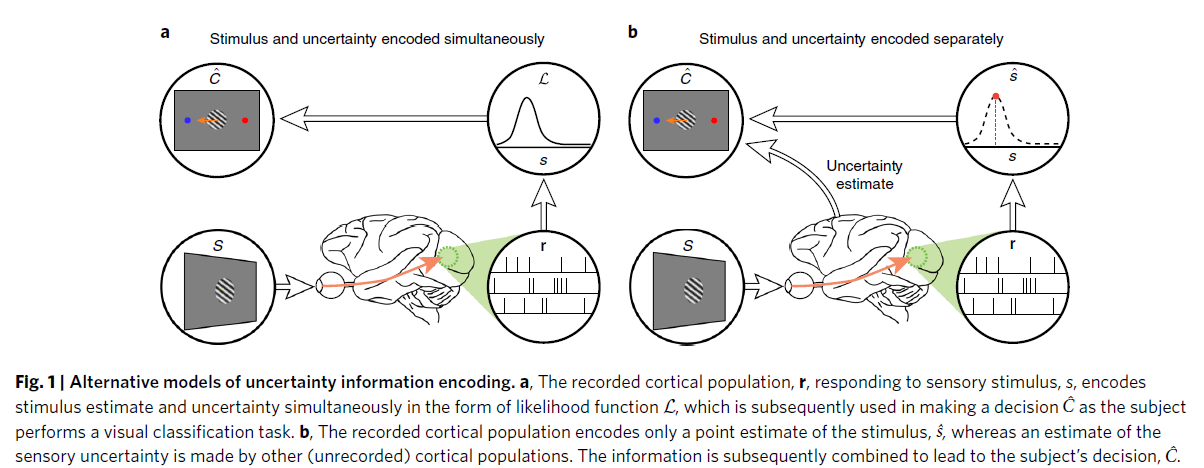 a
Stimulus and uncertainty encoded simultaneously
Ĉ
ℒ
s
S
r
b
Stimulus and uncertainty encoded separately
Ĉ
ŝ
s
Uncertainty
estimate
S
r
Fig. 1 | Alternative models of uncertainty information encoding. a, The recorded cortical population, r, responding to sensory stimulus, s, encodes
stimulus estimate and uncertainty simultaneously in the form of likelihood function ℒ, which is subsequently used in making a decision Ĉ as the subject
performs a visual classification task. b, The recorded cortical population encodes only a point estimate of the stimulus, ŝ, whereas an estimate of the
sensory uncertainty is made by other (unrecorded) cortical populations. The information is subsequently combined to lead to the subject's decision, Ĉ.